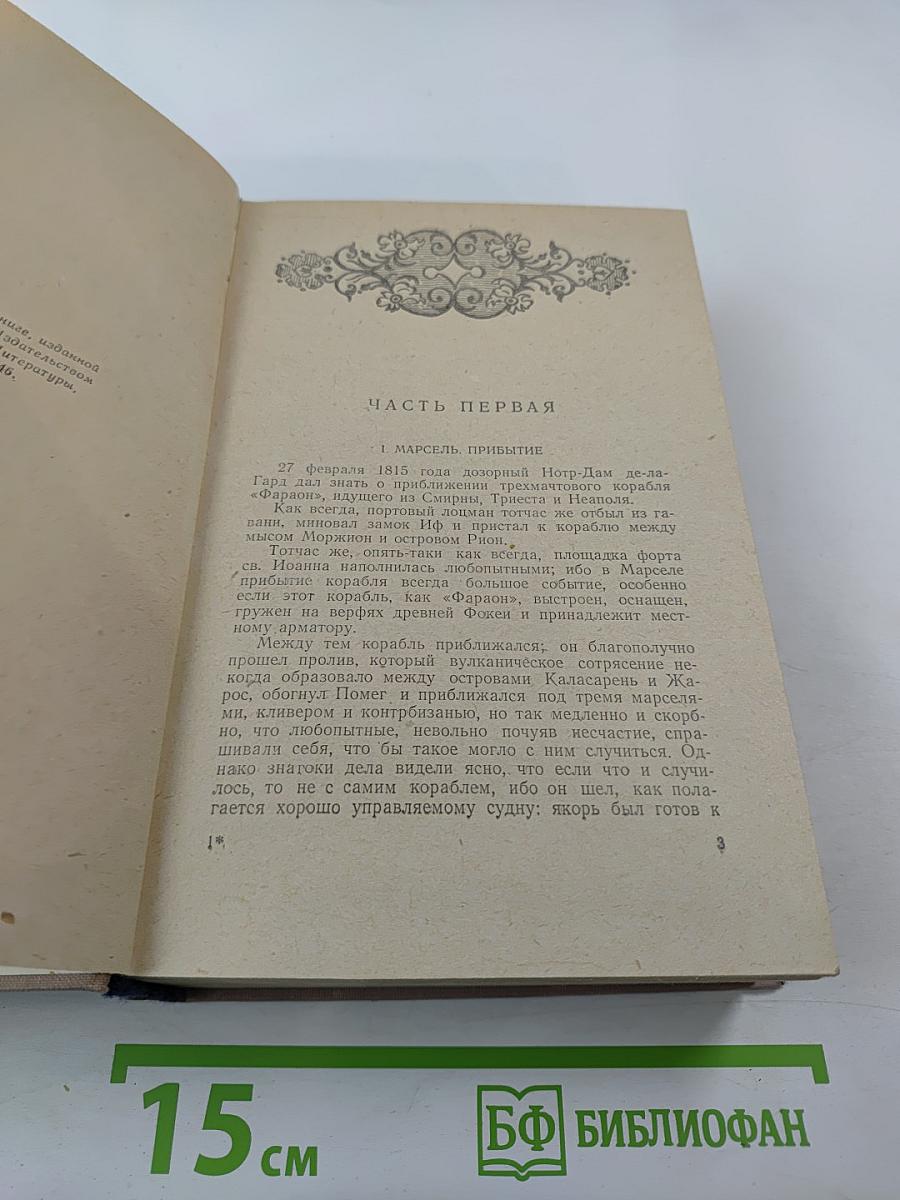 ниге, изданной
Издательством
Литературы,
46.
ЧАСТЬ ПЕРВАЯ
I. МАРСЕЛЬ. ПРИБЫТИЕ
27 февраля 1815 года дозорный Нотр-Дам де-ла-
Гард дал знать о приближении трехмачтового корабля
«Фараон», идущего из Смирны, Триеста и Неаполя.
Как всегда, портовый лоцман тотчас же отбыл из га-
вани, миновал замок Иф и пристал к кораблю между
мысом Моржион и островом Рион.
Тотчас же, опять-таки как всегда, площадка форта
св. Иоанна наполнилась любопытными; ибо в Марселе
прибытие корабля всегда большое событие, особенно
если этот корабль, как «Фараон», выстроен, оснащен,
гружен на верфях древней Фокеи и принадлежит мест-
ному арматору.
Между тем корабль приближался; он благополучно
прошел пролив, который вулканическое сотрясение не-
когда образовало между островами Каласарень и Жа-
рос, обогнул Помег и приближался под тремя марселя-
ми, кливером и контрбизанью, но так медленно и скорб-
но, что любопытные, невольно почуяв несчастие, спра-
шивали себя, что бы такое могло с ним случиться. Од-
нако знатоки дела видели ясно, что если что и случи-
лось, то не с самим кораблем, ибо он шел, как пола-
гается хорошо управляемому судну: якорь был готов к
1*
3
15 см
БФ БИБЛИОФАН